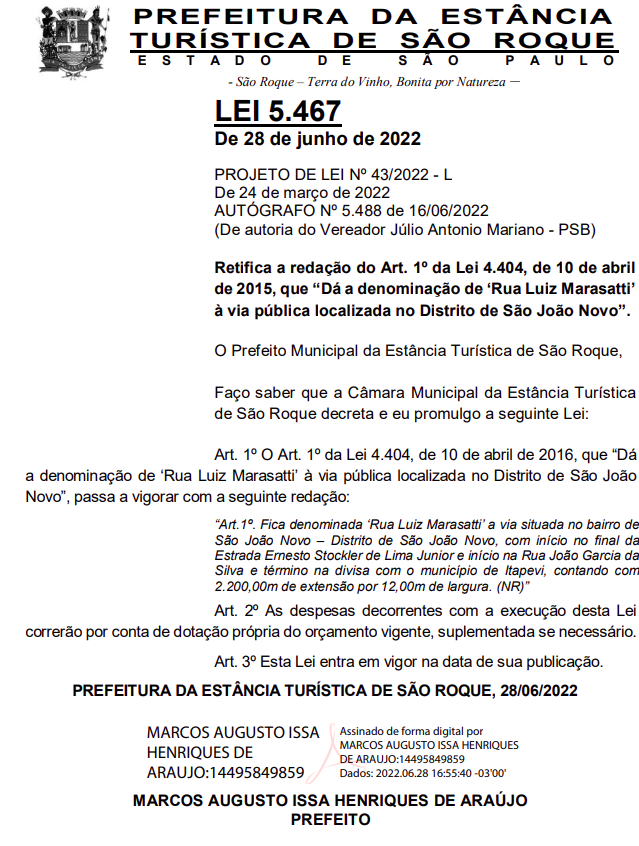 PREFEITURA DA ESTÂNCIA
TURÍSTICA DE SÃO ROQUE
ESTADO DE SÃO PAULO
- São Roque – Terra do Vinho, Bonita por Natureza –
LEI 5.467
De 28 de junho de 2022
PROJETO DE LEI Nº 43/2022 - L
De 24 de março de 2022
AUTÓGRAFO Nº 5.488 de 16/06/2022
(De autoria do Vereador Júlio Antonio Mariano - PSB)
Retifica a redação do Art. 1º da Lei 4.404, de 10 de abril
de 2015, que “Dá a denominação de ‘Rua Luiz Marasatti’
à via pública localizada no Distrito de São João Novo”.
O Prefeito Municipal da Estância Turística de São Roque,
Faço saber que a Câmara Municipal da Estância Turística
de São Roque decreta e eu promulgo a seguinte Lei:
Art. 1º O Art. 1º da Lei 4.404, de 10 de abril de 2016, que “Dá
a denominação de ‘Rua Luiz Marasatti’ à via pública localizada no Distrito de São João
Novo”, passa a vigorar com a seguinte redação:
“Art.1º. Fica denominada ‘Rua Luiz Marasatti’ a via situada no bairro de
São João Novo – Distrito de São João Novo, com início no final da
Estrada Ernesto Stockler de Lima Junior e início na Rua João Garcia da
Silva e término na divisa com o município de Itapevi, contando com
2.200,00m de extensão por 12,00m de largura. (NR)”
Art. 2º As despesas decorrentes com a execução desta Lei
correrão por conta de dotação própria do orçamento vigente, suplementada se necessário.
Art. 3º Esta Lei entra em vigor na data de sua publicação.
PREFEITURA DA ESTÂNCIA TURÍSTICA DE SÃO ROQUE, 28/06/2022
MARCOS AUGUSTO ISSA
HENRIQUES DE
ARAUJO:14495849859
Assinado de forma digital por
MARCOS AUGUSTO ISSA HENRIQUES
DE ARAUJO:14495849859
Dados: 2022.06.28 16:55:40 -03'00'
MARCOS AUGUSTO ISSA HENRIQUES DE ARAÚJO
PREFEITO